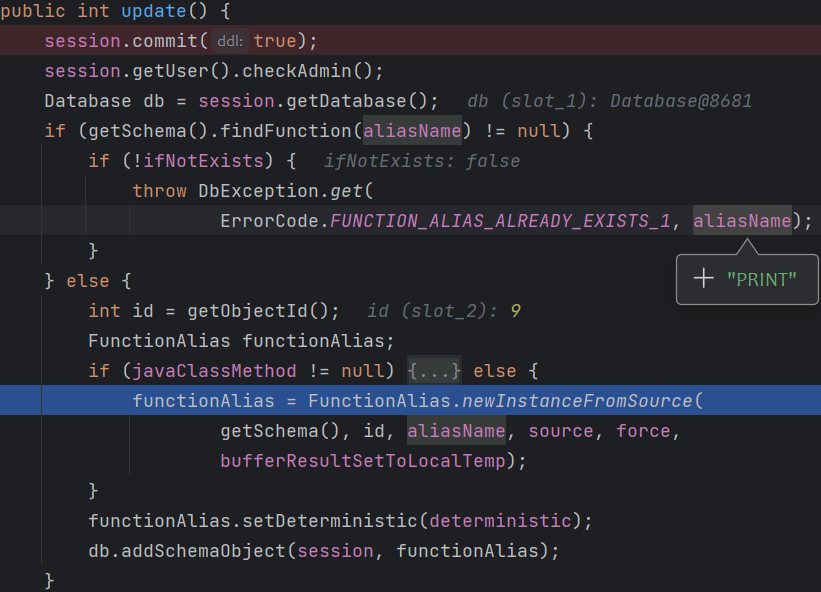 public int update() {
    session.commit( ddl: true);
    session.getUser().checkAdmin();
    Database db = session.getDatabase();   db (slot_1): Database@8681
    if (getSchema().findFunction(aliasName) != null) {
        if (!ifNotExists) {   ifNotExists: false
            throw DbException.get(
                    ErrorCode.FUNCTION_ALIAS_ALREADY_EXISTS_1, aliasName);
        }
    } else {
+ "PRINT"
        int id = getObjectId();   id (slot_2): 9
        FunctionAlias functionAlias;
        if (javaClassMethod != null) {...} else {
            functionAlias = FunctionAlias.newInstanceFromSource(
                    getSchema(), id, aliasName, source, force,
                    bufferResultSetToLocalTemp);
        }
        functionAlias.setDeterministic(deterministic);
        db.addSchemaObject(session, functionAlias);
    }